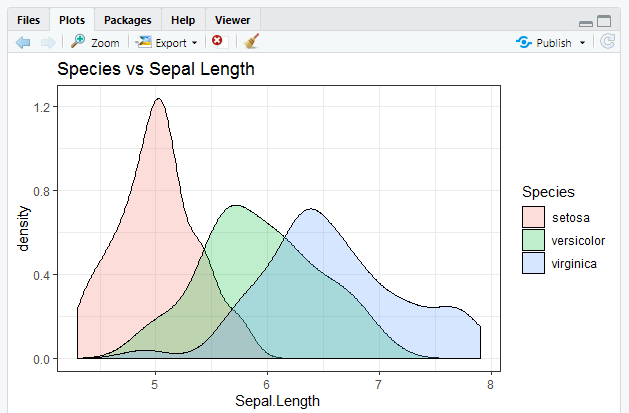 Files Plots Packages Help Viewer
Zoom Export Publish
Species vs Sepal Length
1.2
0.8
0.4
0.0
density
5 6 7 8
Sepal.Length
Species
setosa
versicolor
virginica